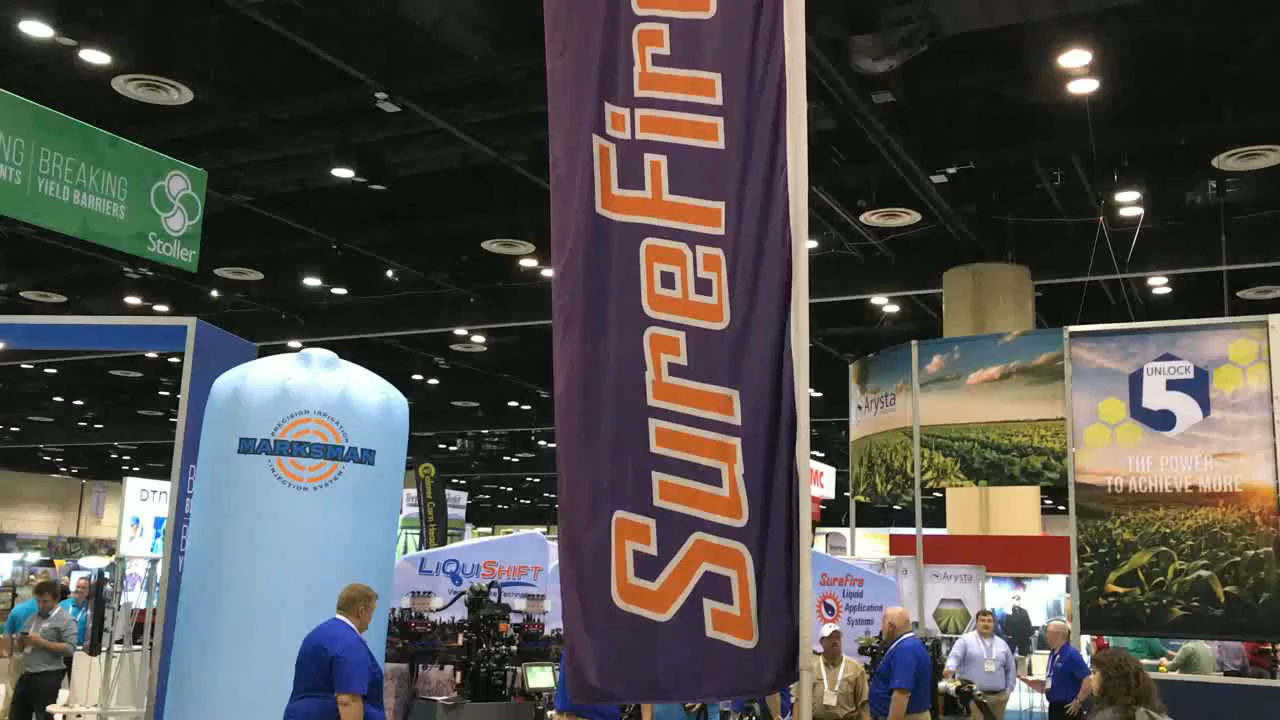 BREAKING
YIELD BARRIERS
NTS
Stoller
SureFire
PRECISION IRRIGATION
MARKSMAN
INJECTION SYSTEM
DTN
LiQuiShift
SureFire
Liquid
Application
Systems
Arysta
Arysta
UNLOCK
5
THE POWER
TO ACHIEVE MORE
MC